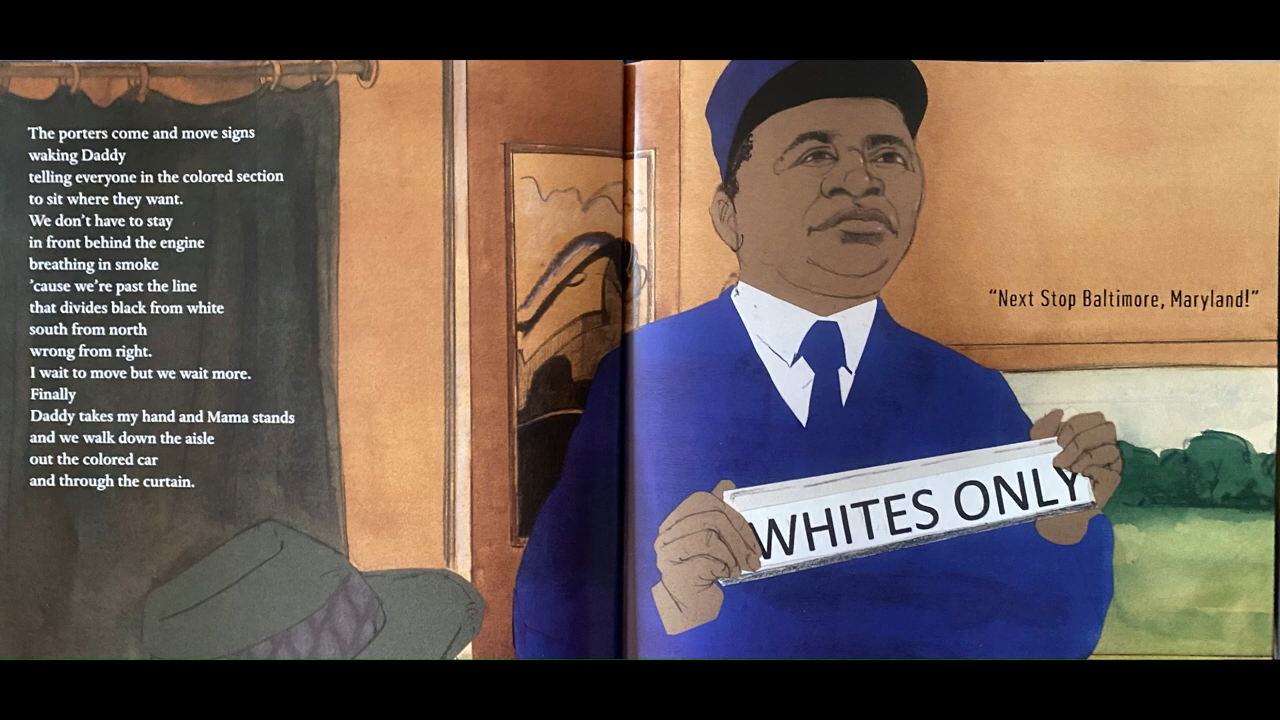 The porters come and move signs
waking Daddy
telling everyone in the colored section
to sit where they want.
We don't have to stay
in front behind the engine
breathing in smoke
'cause we're past the line
that divides black from white
south from north
wrong from right.
I wait to move but we wait more.
Finally
Daddy takes my hand and Mama stands
and we walk down the aisle
out the colored car
and through the curtain.
“Next Stop Baltimore, Maryland!”
WHITES ONLY